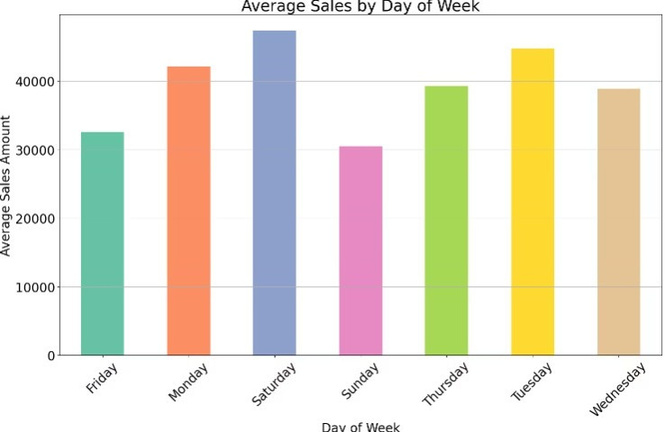 Average Sales by Day of Week
Average Sales Amount
40000
30000
20000
10000
0
Friday
Monday
Saturday
Sunday
Thursday
Tuesday
Wednesday
Day of Week